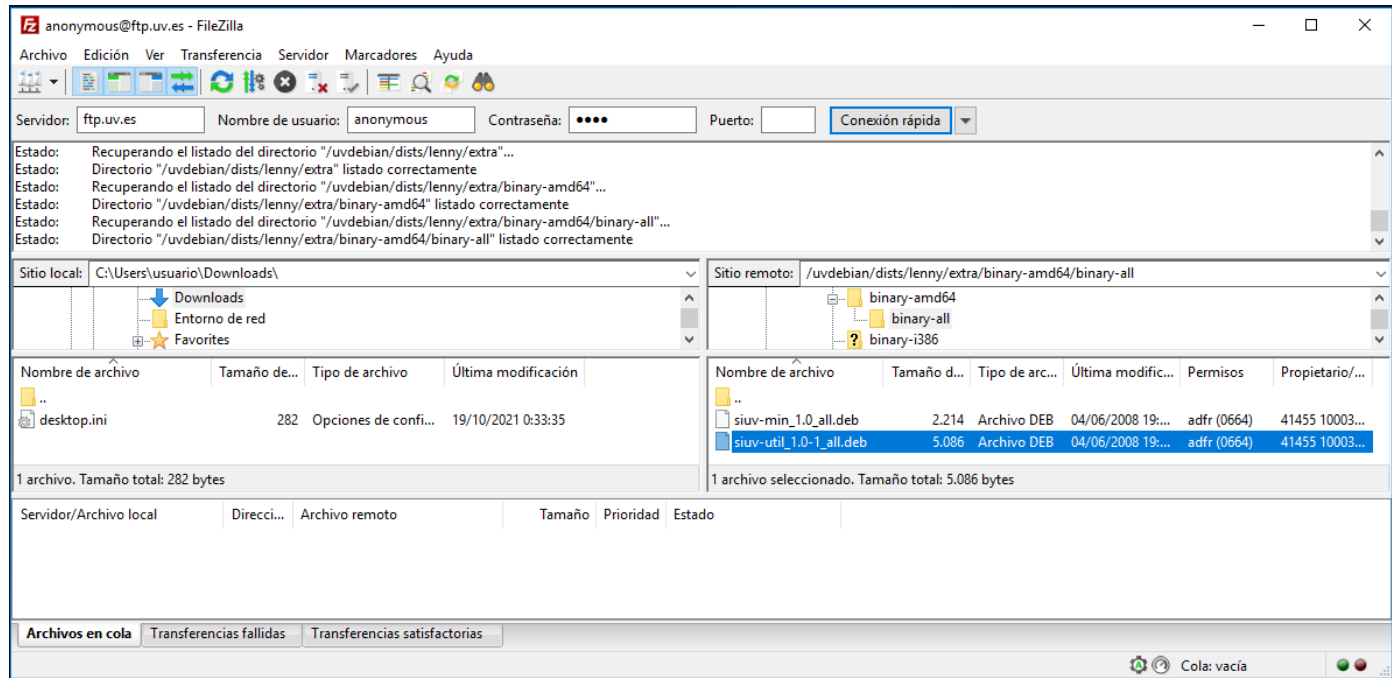 anonymous@ftp.uv.es - FileZilla
Archivo Edición Ver Transferencia Servidor Marcadores Ayuda
Servidor: ftp.uv.es Nombre de usuario: anonymous Contraseña: ●●●● Puerto: Conexión rápida
Estado: Recuperando el listado del directorio "/uvdebian/dists/lenny/extra"...
Estado: Directorio "/uvdebian/dists/lenny/extra" listado correctamente
Estado: Recuperando el listado del directorio "/uvdebian/dists/lenny/extra/binary-amd64"...
Estado: Directorio "/uvdebian/dists/lenny/extra/binary-amd64" listado correctamente
Estado: Recuperando el listado del directorio "/uvdebian/dists/lenny/extra/binary-amd64/binary-all"...
Estado: Directorio "/uvdebian/dists/lenny/extra/binary-amd64/binary-all" listado correctamente
Sitio local: C:\Users\usuario\Downloads\
Downloads
Entorno de red
Favorites
Nombre de archivo Tamaño de... Tipo de archivo Última modificación
..
desktop.ini 282 Opciones de confi... 19/10/2021 0:33:35
1 archivo. Tamaño total: 282 bytes
Sitio remoto: /uvdebian/dists/lenny/extra/binary-amd64/binary-all
binary-amd64
binary-all
? binary-i386
Nombre de archivo Tamaño d... Tipo de arc... Última modific... Permisos Propietario/...
..
siuv-min_1.0_all.deb 2.214 Archivo DEB 04/06/2008 19:... adfr (0664) 41455 10003...
siuv-util_1.0-1_all.deb 5.086 Archivo DEB 04/06/2008 19:... adfr (0664) 41455 10003...
1 archivo seleccionado. Tamaño total: 5.086 bytes
Servidor/Archivo local Direcci... Archivo remoto Tamaño Prioridad Estado
Archivos en cola Transferencias fallidas Transferencias satisfactorias
Cola: vacía